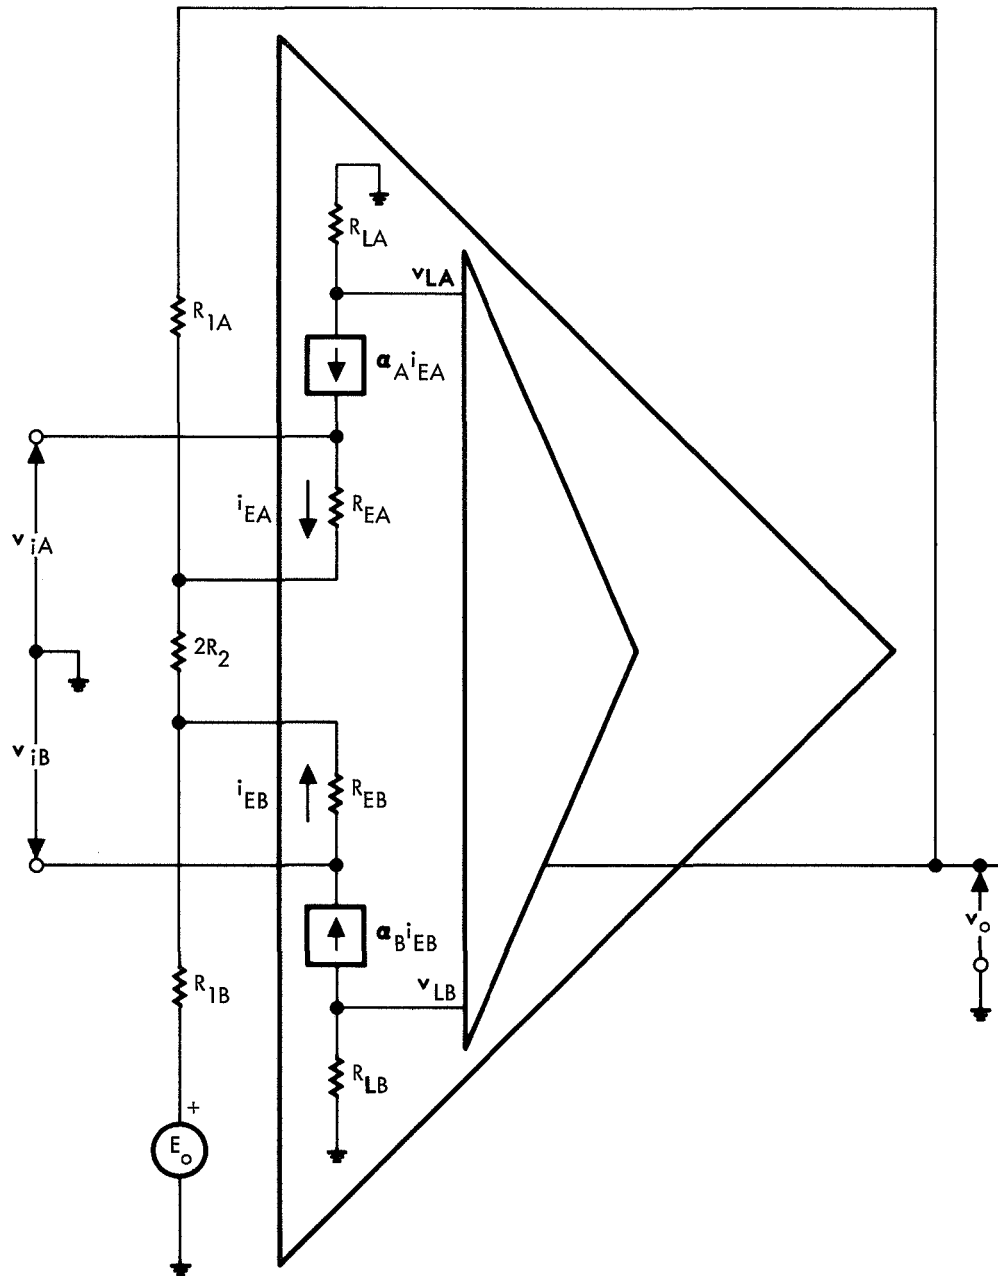 R_LA
v_LA
R_1A
α_A i_EA
i_EA
R_EA
v_iA
2R_2
v_iB
i_EB
R_EB
α_B i_EB
v_o
v_LB
R_1B
R_LB
+
E_o